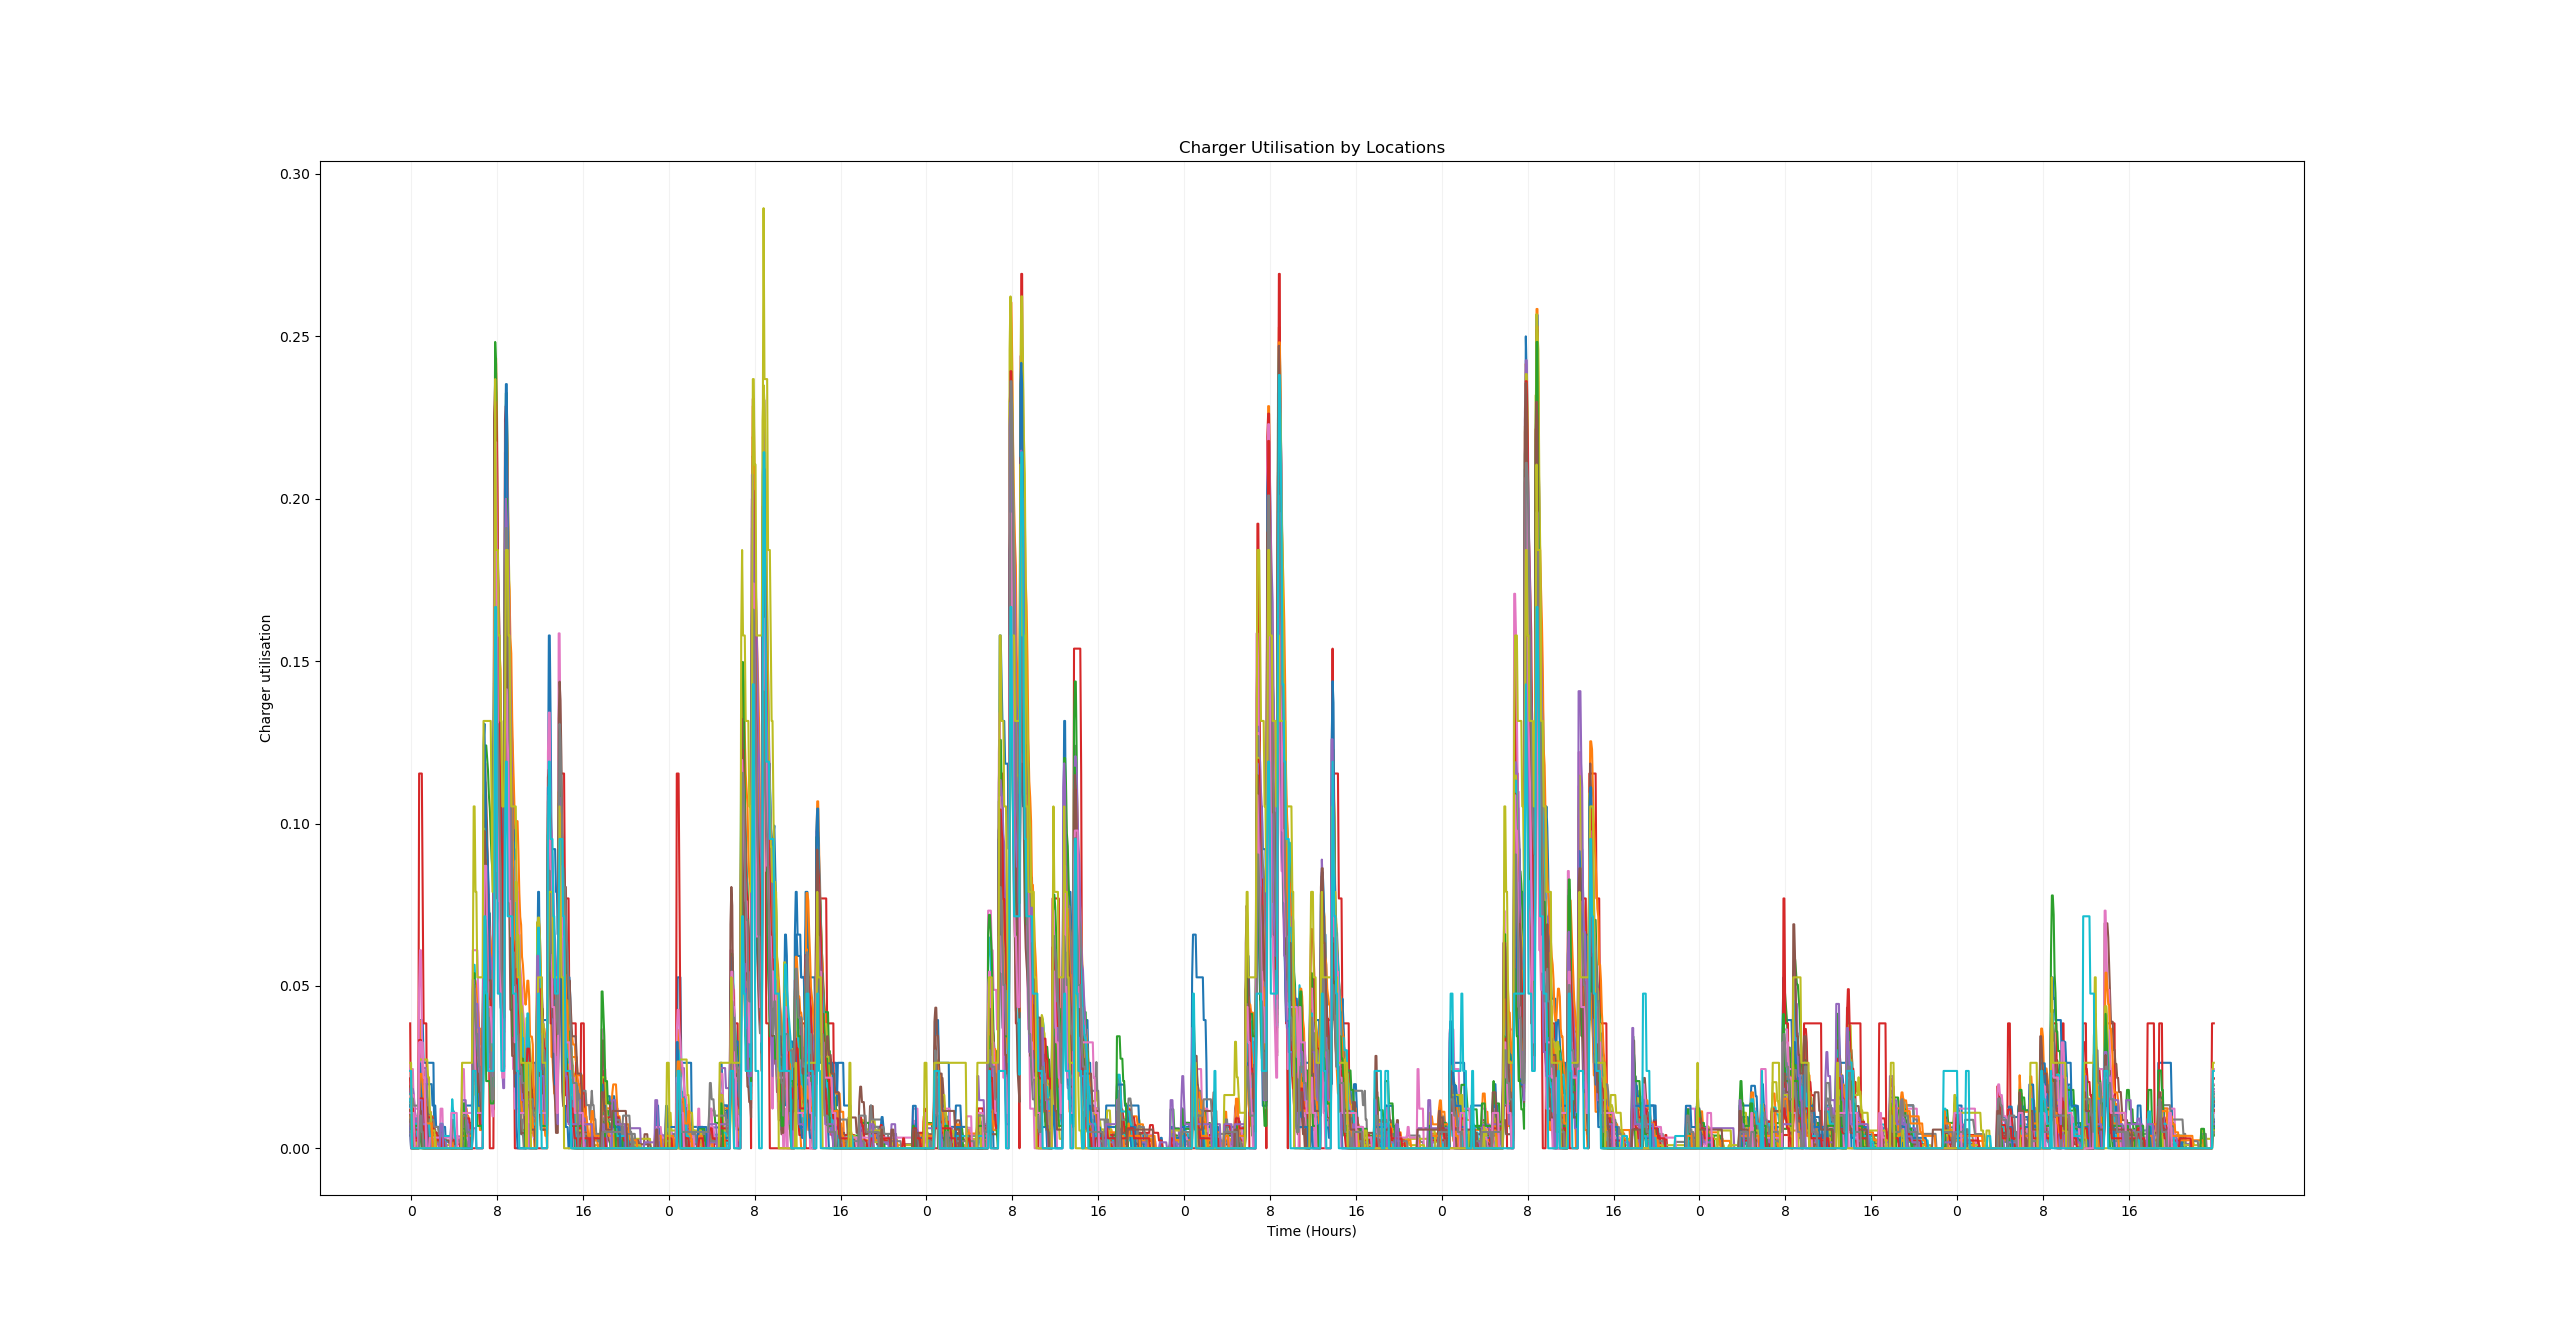 Charger Utilisation by Locations
0.30
0.25
0.20
0.15
0.10
0.05
0.00
Charger utilisation
0 8 16 0 8 16 0 8 16 0 8 16 0 8 16 0 8 16 0 8 16
Time (Hours)